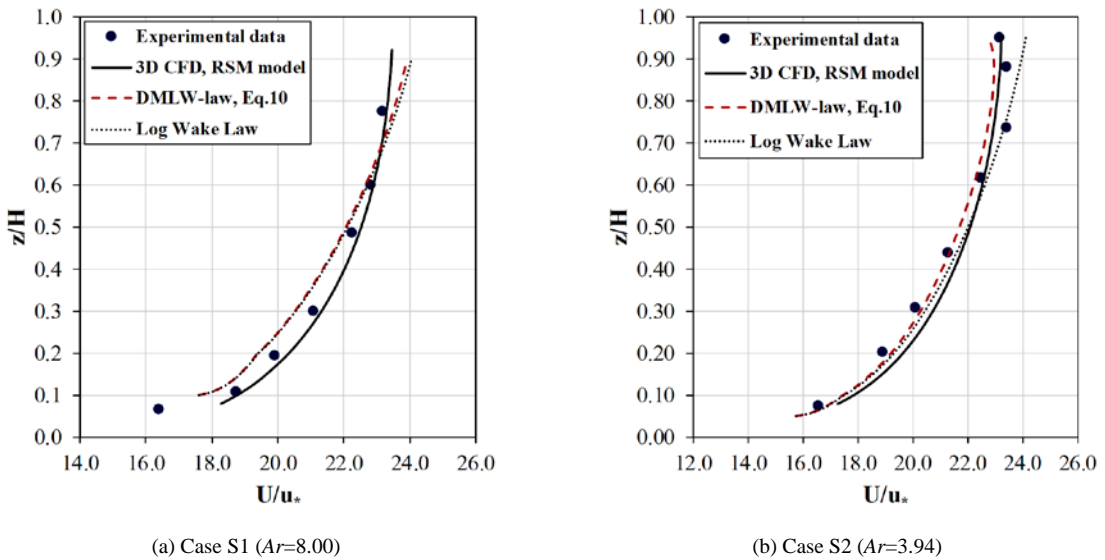 1.0
0.9
0.8
0.7
0.6
0.5
0.4
0.3
0.2
0.1
0.0
z/H
Experimental data
3D CFD, RSM model
DMLW-law, Eq.10
Log Wake Law
14.0 16.0 18.0 20.0 22.0 24.0 26.0
U/u*
(a) Case S1 (Ar=8.00)
1.00
0.90
0.80
0.70
0.60
0.50
0.40
0.30
0.20
0.10
0.00
z/H
Experimental data
3D CFD, RSM model
DMLW-law, Eq.10
Log Wake Law
12.0 14.0 16.0 18.0 20.0 22.0 24.0 26.0
U/u*
(b) Case S2 (Ar=3.94)